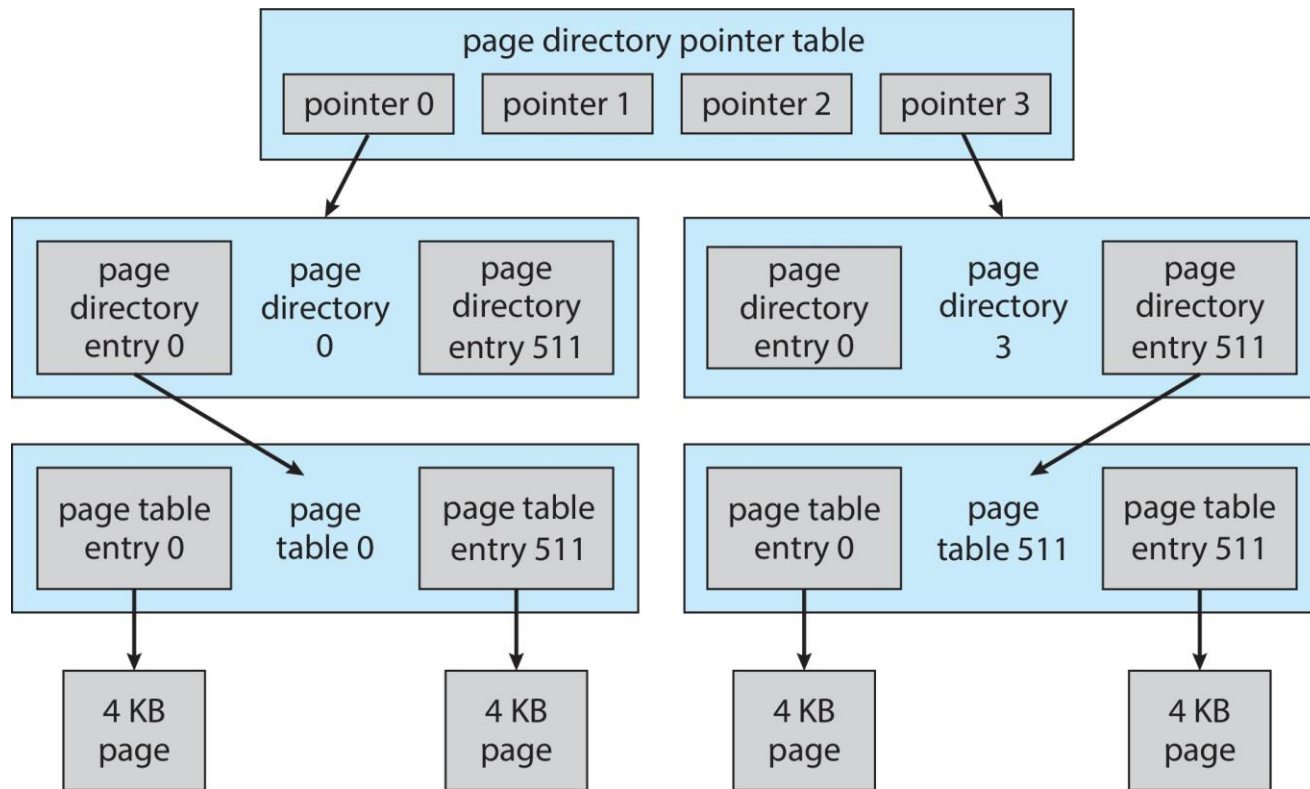 page directory pointer table
pointer 0
pointer 1
pointer 2
pointer 3
page
directory
entry 0
page
directory
0
page
directory
entry 511
page
directory
entry 0
page
directory
3
page
directory
entry 511
page table
entry 0
page
table 0
page table
entry 511
page table
entry 0
page
table 511
page table
entry 511
4 KB
page
4 KB
page
4 KB
page
4 KB
page